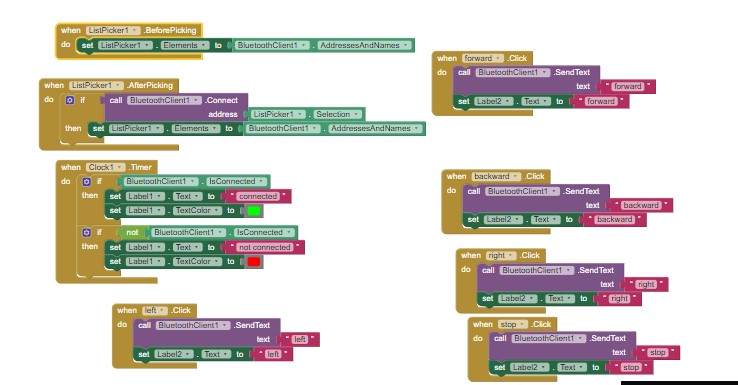 when ListPicker1 .BeforePicking
do set ListPicker1 . Elements to BluetoothClient1 . AddressesAndNames
when ListPicker1 .AfterPicking
do if call BluetoothClient1 .Connect
address ListPicker1 . Selection
then set ListPicker1 . Elements to BluetoothClient1 . AddressesAndNames
when Clock1 .Timer
do if BluetoothClient1 . IsConnected
then set Label1 . Text to " connected "
set Label1 . TextColor to
if not BluetoothClient1 . IsConnected
then set Label1 . Text to " not connected "
set Label1 . TextColor to
when left .Click
do call BluetoothClient1 .SendText
text " left "
set Label2 . Text to " left "
when forward .Click
do call BluetoothClient1 .SendText
text " forward "
set Label2 . Text to " forward "
when backward .Click
do call BluetoothClient1 .SendText
text " backward "
set Label2 . Text to " backward "
when right .Click
do call BluetoothClient1 .SendText
text " right "
set Label2 . Text to " right "
when stop .Click
do call BluetoothClient1 .SendText
text " stop "
set Label2 . Text to " stop "